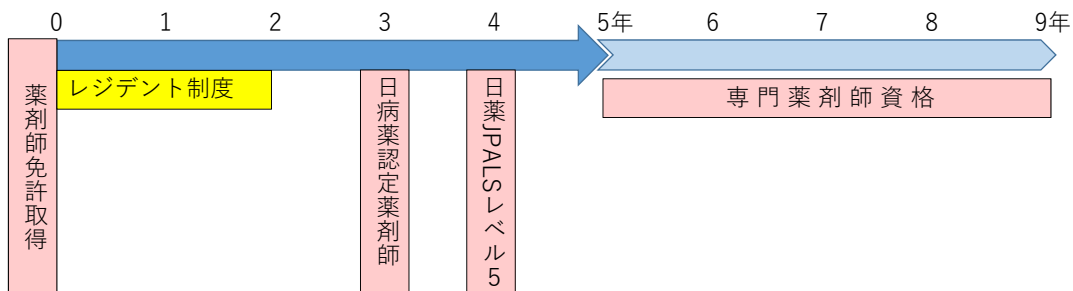 0 1 2 3 4 5年 6 7 8 9年
薬剤師免許取得
レジデント制度
日病薬認定薬剤師
日薬JPALSレベル5
専門薬剤師資格